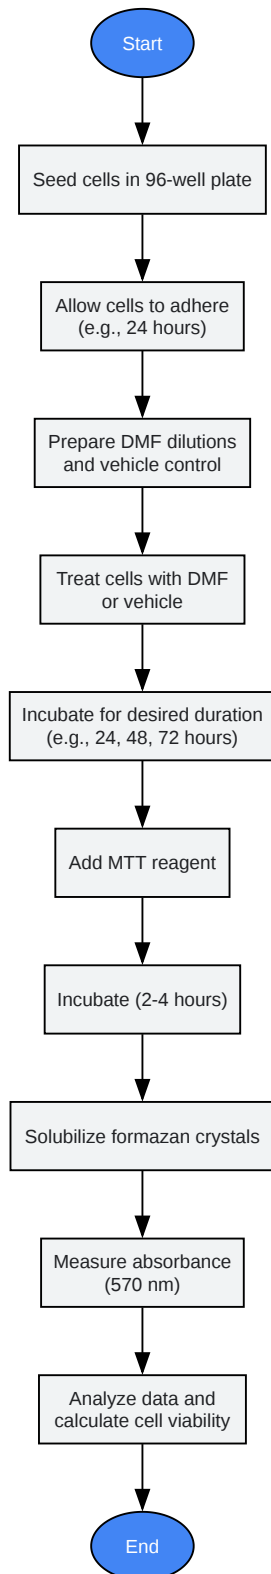 Start
Seed cells in 96-well plate
Allow cells to adhere
(e.g., 24 hours)
Prepare DMF dilutions
and vehicle control
Treat cells with DMF
or vehicle
Incubate for desired duration
(e.g., 24, 48, 72 hours)
Add MTT reagent
Incubate (2-4 hours)
Solubilize formazan crystals
Measure absorbance
(570 nm)
Analyze data and
calculate cell viability
End